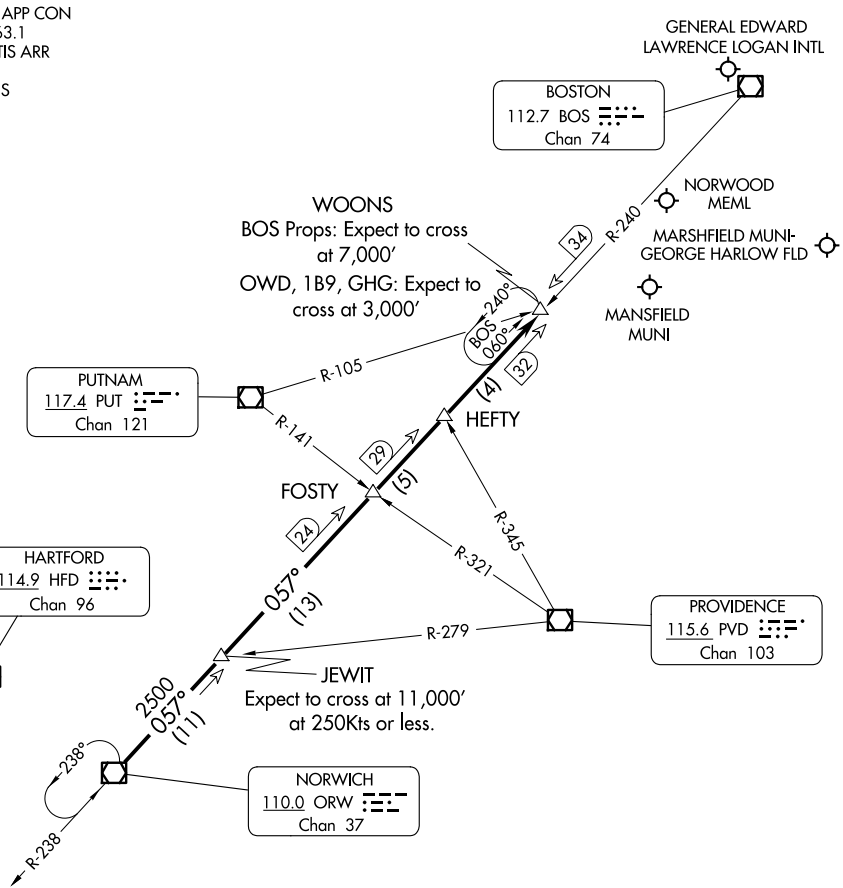 APP CON
63.1
TIS ARR
S
GENERAL EDWARD
LAWRENCE LOGAN INTL
BOSTON
112.7 BOS
Chan 74
NORWOOD
MEML
R-240
MARSHFIELD MUNI-
GEORGE HARLOW FLD
MANSFIELD
MUNI
WOONS
BOS Props: Expect to cross
at 7,000’
OWD, 1B9, GHG: Expect to
cross at 3,000’
34
240°
BOS
060°
32
(4)
R-105
PUTNAM
117.4 PUT
Chan 121
R-141
HEFTY
29
(5)
FOSTY
24
R-345
R-321
057°
(13)
HARTFORD
114.9 HFD
Chan 96
R-279
PROVIDENCE
115.6 PVD
Chan 103
JEWIT
Expect to cross at 11,000’
at 250Kts or less.
2500
057°
(11)
238°
NORWICH
110.0 ORW
Chan 37
R-238